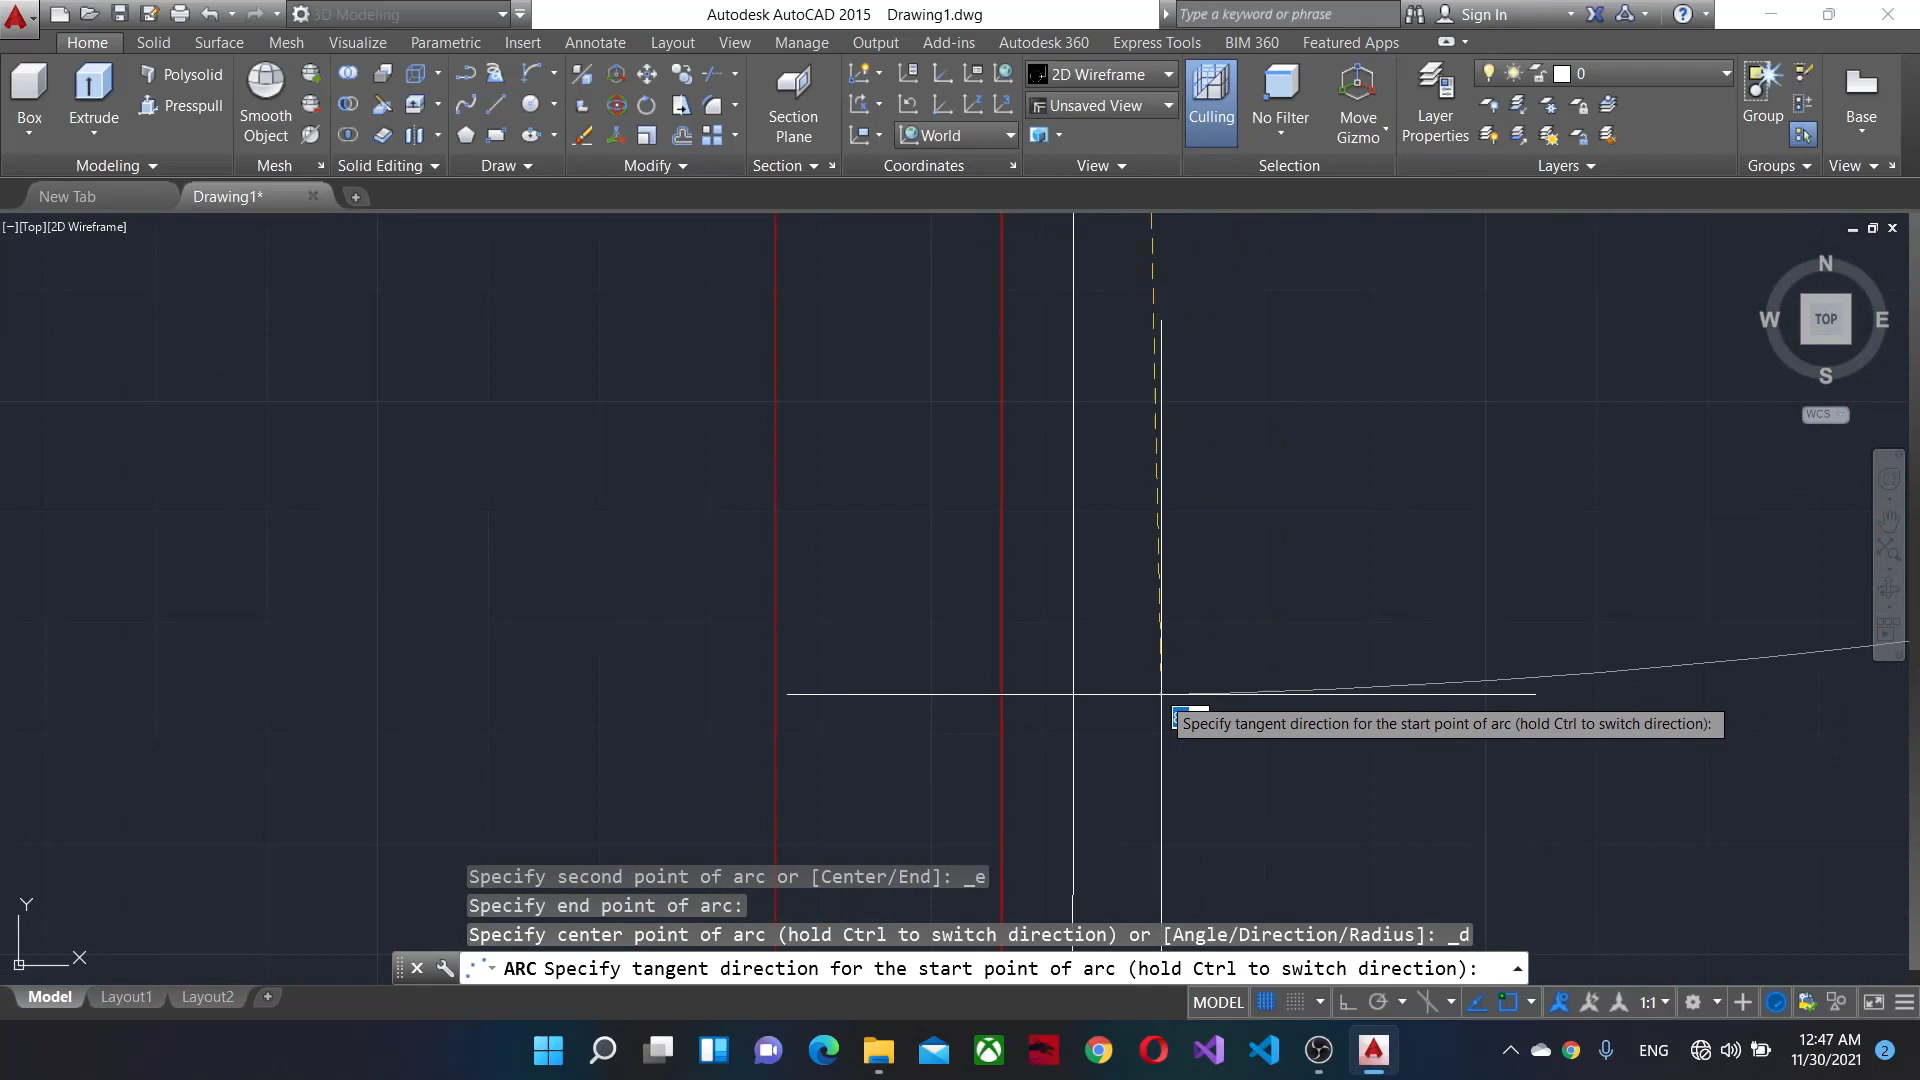 3D Modeling
Autodesk AutoCAD 2015 Drawing1.dwg
Type a keyword or phrase
Sign In
Home Solid Surface Mesh Visualize Parametric Insert Annotate Layout View Manage Output Add-ins Autodesk 360 Express Tools BIM 360 Featured Apps
Box
Extrude
Polysolid
Presspull
Smooth Object
Section Plane
World
2D Wireframe
Unsaved View
Culling
No Filter
Move Gizmo
Layer Properties
0
Group
Base
Modeling
Mesh
Solid Editing
Draw
Modify
Section
Coordinates
View
Selection
Layers
Groups
View
New Tab
Drawing1*
[−][Top][2D Wireframe]
N
W
TOP
E
S
WCS
Specify tangent direction for the start point of arc (hold Ctrl to switch direction):
Specify second point of arc or [Center/End]: _e
Specify end point of arc:
Specify center point of arc (hold Ctrl to switch direction) or [Angle/Direction/Radius]: _d
ARC Specify tangent direction for the start point of arc (hold Ctrl to switch direction):
Y
X
Model Layout1 Layout2
MODEL
1:1
ENG
12:47 AM
11/30/2021
2